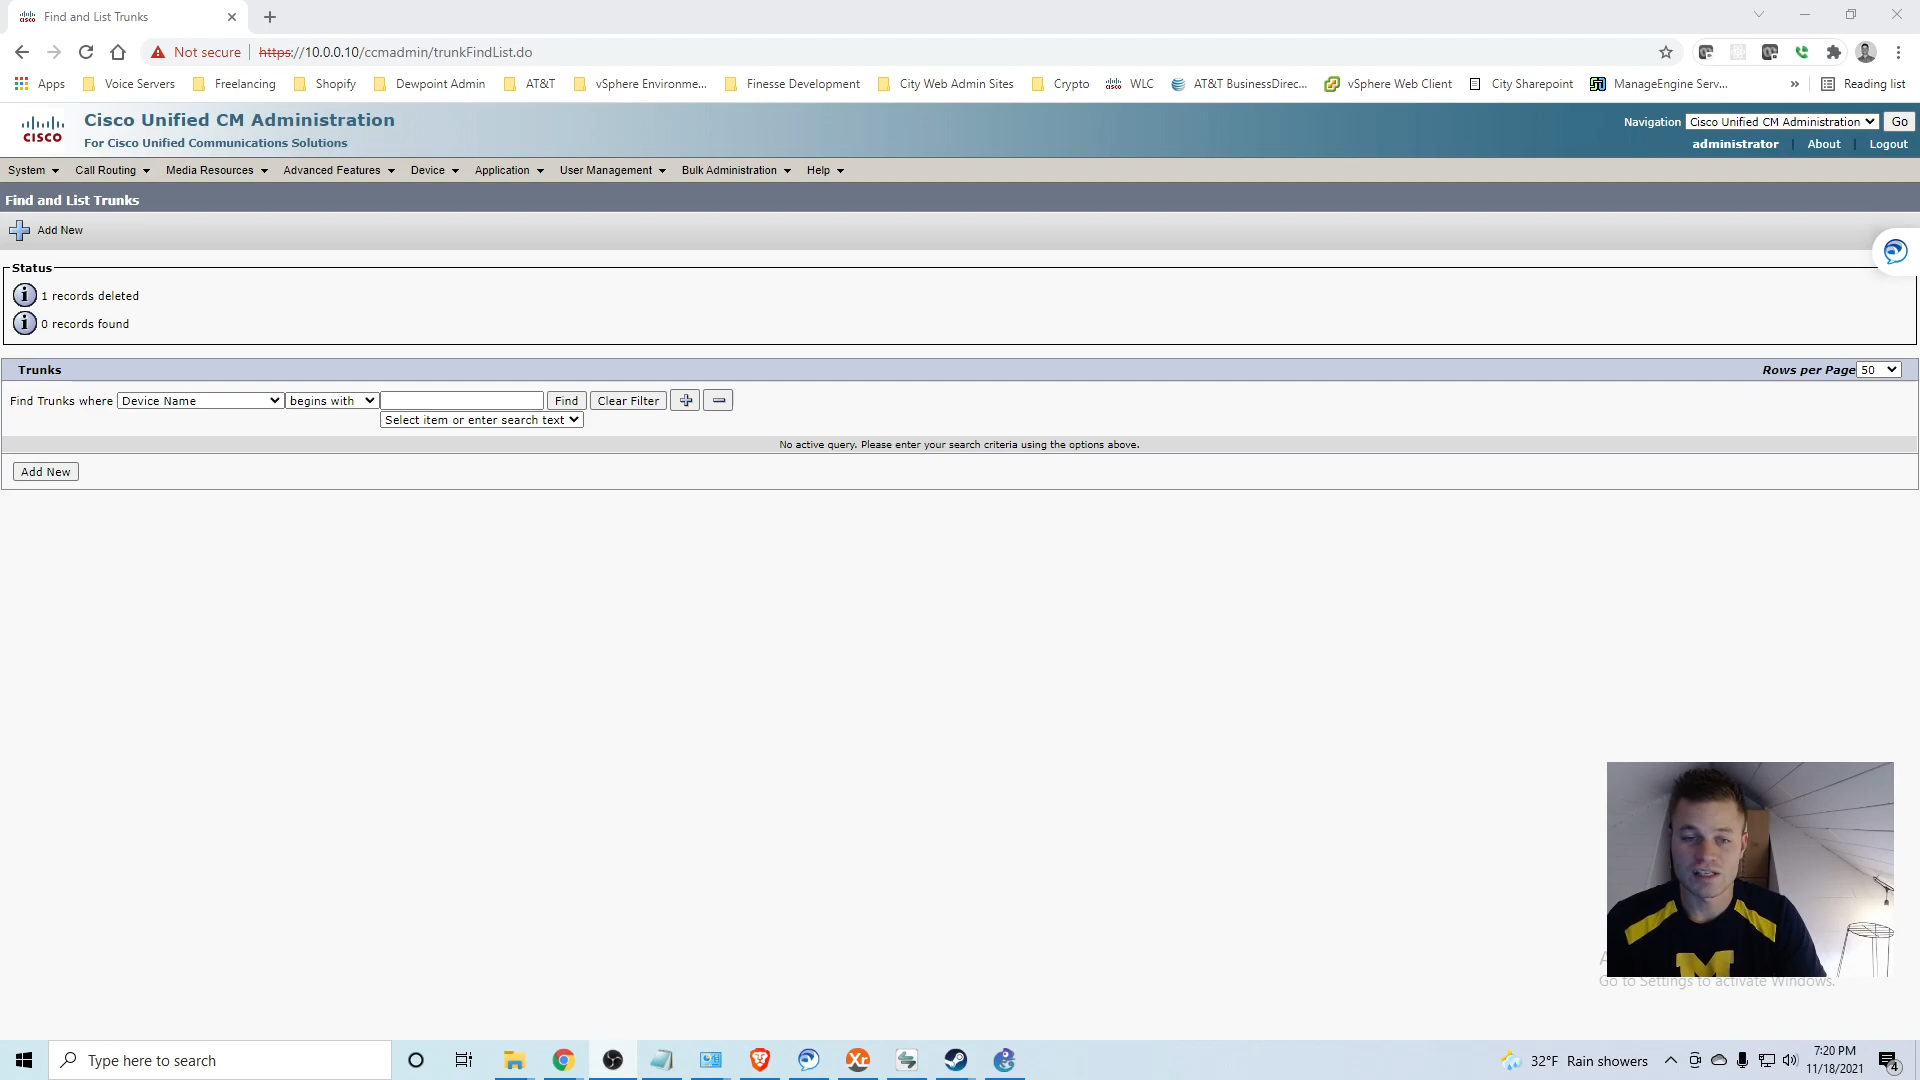 Find and List Trunks
Not secure
https://10.0.0.10/ccmadmin/trunkFindList.do
Apps Voice Servers Freelancing Shopify Dewpoint Admin AT&T vSphere Environme... Finesse Development City Web Admin Sites Crypto WLC AT&T BusinessDirec... vSphere Web Client City Sharepoint ManageEngine Serv... » Reading list
CISCO
Cisco Unified CM Administration
For Cisco Unified Communications Solutions
Navigation Cisco Unified CM Administration Go
administrator | About | Logout
System Call Routing Media Resources Advanced Features Device Application User Management Bulk Administration Help
Find and List Trunks
Add New
Status
1 records deleted
0 records found
Trunks
Rows per Page 50
Find Trunks where Device Name begins with Find Clear Filter
Select item or enter search text
No active query. Please enter your search criteria using the options above.
Add New
M
Go to Settings to activate Windows.
Type here to search
Xr
32°F Rain showers
7:20 PM
11/18/2021
4